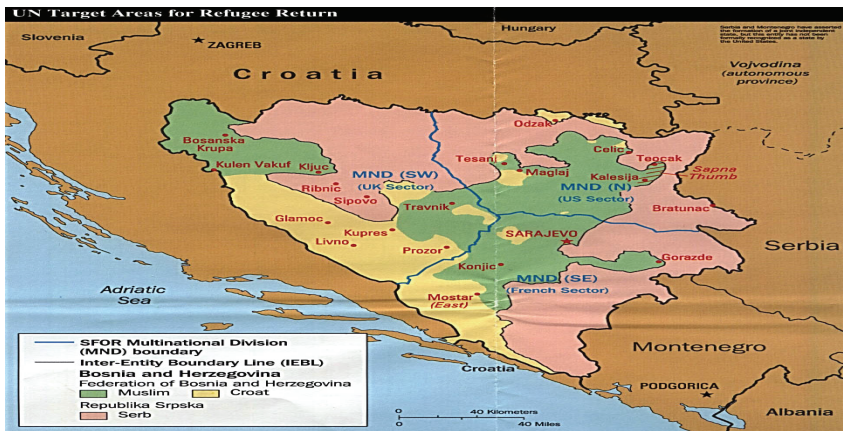 UN Target Areas for Refugee Return
Serbia and Montenegro have asserted
the formation of a joint independent
state, but this entity has not been
formally recognized as a state by
the United States.
Slovenia
ZAGREB
Hungary
Croatia
Vojvodina
(autonomous
province)
Odzak
Bosanska
Krupa
Kulen Vakuf
Kljuc
Tesanj
Maglaj
Celic
Teocak
Sapna
Thumb
Kalesija
MND (SW)
(UK Sector)
MND (N)
(US Sector)
Ribnic
Sipovo
Travnik
Bratunac
Glamoc
Kupres
Livno
Prozor
SARAJEVO
Serbia
Konjic
Gorazde
MND (SE)
(French Sector)
Adriatic
Sea
Mostar
(East)
SFOR Multinational Division
(MND) boundary
Inter-Entity Boundary Line (IEBL)
Bosnia and Herzegovina
Federation of Bosnia and Herzegovina
Muslim
Croat
Republika Srpska
Serb
Croatia
Montenegro
PODGORICA
Albania
0 40 Kilometers
0 40 Miles